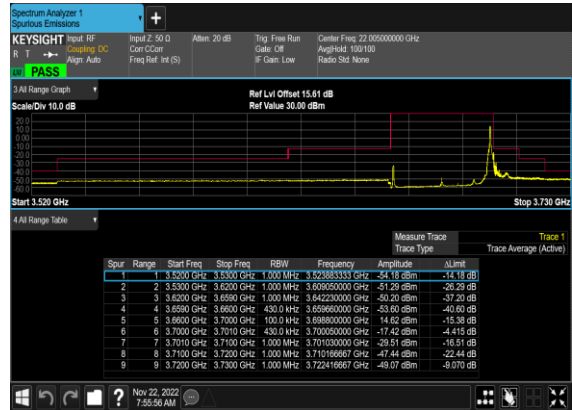 Spectrum Analyzer 1
Spurious Emissions
KEYSIGHT Input: RF Input Z: 50 Ω Atten: 20 dB Trig: Free Run Center Freq: 22.005000000 GHz
R T Coupling: DC Corr CCorr Gate: Off Avg|Hold: 100/100
Align: Auto Freq Ref: Int (S) IF Gain: Low Radio Std: None
PASS
3 All Range Graph
Ref Lvl Offset 15.61 dB
Scale/Div 10.0 dB Ref Value 30.00 dBm
20.0
10.0
0.00
-10.0
-20.0
-30.0
-40.0
-50.0
-60.0
Start 3.520 GHz Stop 3.730 GHz
4 All Range Table
Measure Trace Trace 1
Trace Type Trace Average (Active)
Spur Range Start Freq Stop Freq RBW Frequency Amplitude ΔLimit
1 1 3.5200 GHz 3.5300 GHz 1.000 MHz 3.523883333 GHz -54.18 dBm -14.18 dB
2 2 3.5300 GHz 3.6200 GHz 1.000 MHz 3.609050000 GHz -51.29 dBm -26.29 dB
3 3 3.6200 GHz 3.6590 GHz 1.000 MHz 3.642230000 GHz -50.20 dBm -37.20 dB
4 4 3.6590 GHz 3.6600 GHz 430.0 kHz 3.659660000 GHz -53.60 dBm -40.60 dB
5 5 3.6600 GHz 3.7000 GHz 100.0 kHz 3.698800000 GHz 14.62 dBm -15.38 dB
6 6 3.7000 GHz 3.7010 GHz 430.0 kHz 3.700050000 GHz -17.42 dBm -4.415 dB
7 7 3.7010 GHz 3.7100 GHz 1.000 MHz 3.701030000 GHz -29.51 dBm -16.51 dB
8 8 3.7100 GHz 3.7200 GHz 1.000 MHz 3.710166667 GHz -47.44 dBm -22.44 dB
9 9 3.7200 GHz 3.7300 GHz 1.000 MHz 3.722416667 GHz -49.07 dBm -9.070 dB
? Nov 22, 2022
7:55:56 AM